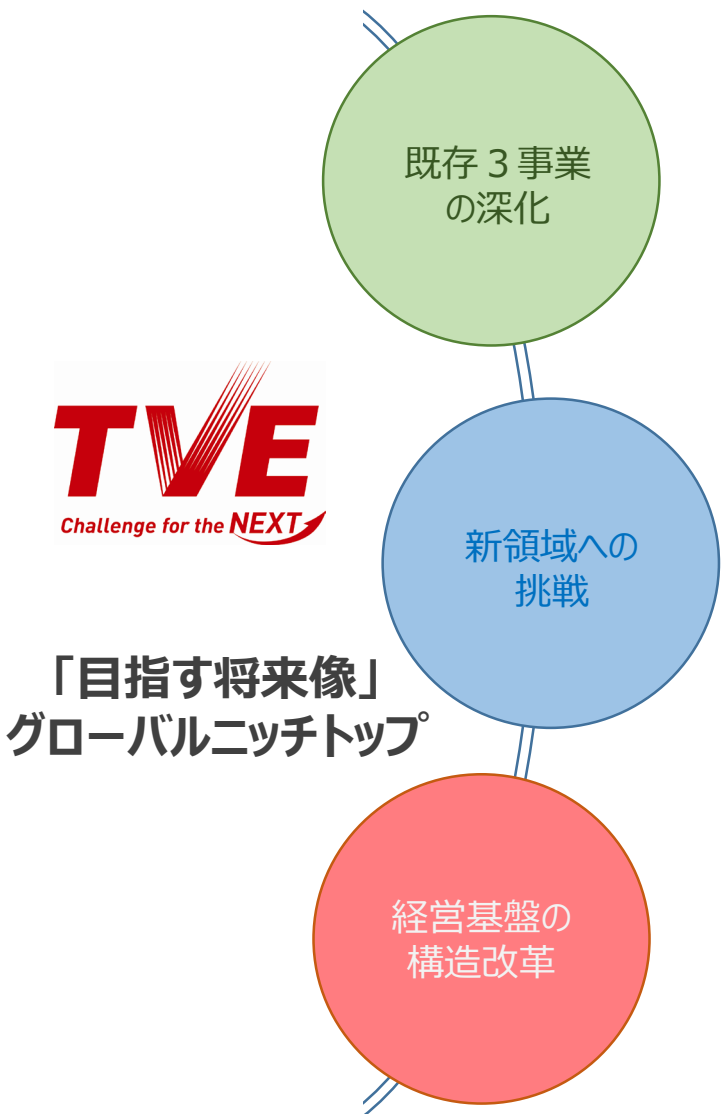 既存３事業
の深化
TVE
Challenge for the NEXT
新領域への
挑戦
「目指す将来像」
グローバルニッチトップ
経営基盤の
構造改革